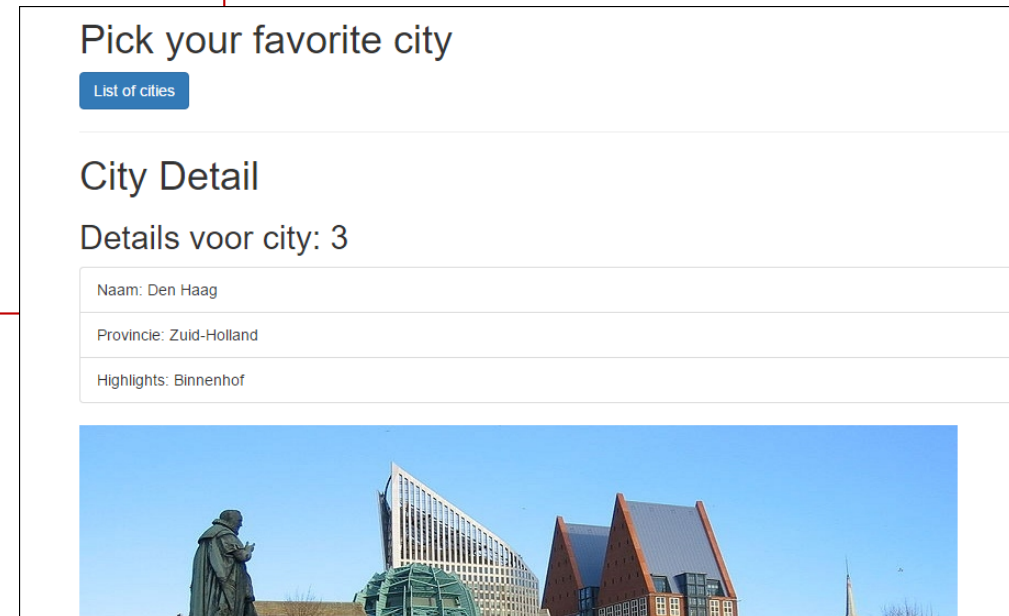 Pick your favorite city
List of cities
City Detail
Details voor city: 3
Naam: Den Haag
Provincie: Zuid-Holland
Highlights: Binnenhof